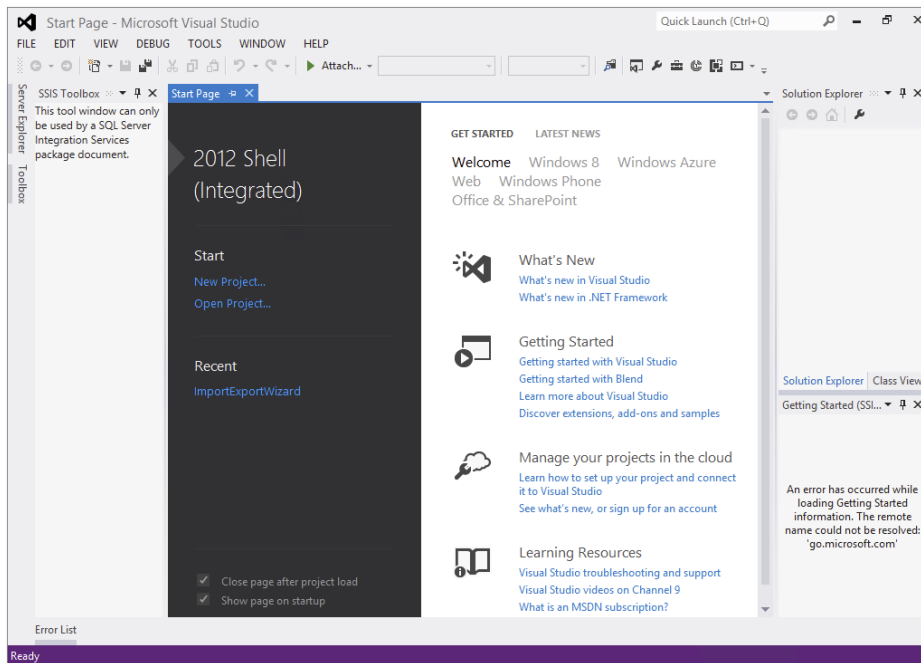 Start Page - Microsoft Visual Studio
Quick Launch (Ctrl+Q)
FILE EDIT VIEW DEBUG TOOLS WINDOW HELP
Attach...
Server Explorer
Toolbox
SSIS Toolbox
This tool window can only
be used by a SQL Server
Integration Services
package document.
Start Page
2012 Shell
(Integrated)
Start
New Project...
Open Project...
Recent
ImportExportWizard
Close page after project load
Show page on startup
GET STARTED LATEST NEWS
Welcome Windows 8 Windows Azure
Web Windows Phone
Office & SharePoint
What's New
What's new in Visual Studio
What's new in .NET Framework
Getting Started
Getting started with Visual Studio
Getting started with Blend
Learn more about Visual Studio
Discover extensions, add-ons and samples
Manage your projects in the cloud
Learn how to set up your project and connect
it to Visual Studio
See what's new, or sign up for an account
Learning Resources
Visual Studio troubleshooting and support
Visual Studio videos on Channel 9
What is an MSDN subscription?
Solution Explorer
Solution Explorer Class View
Getting Started (SSI...
An error has occurred while
loading Getting Started
information. The remote
name could not be resolved:
'go.microsoft.com'
Error List
Ready